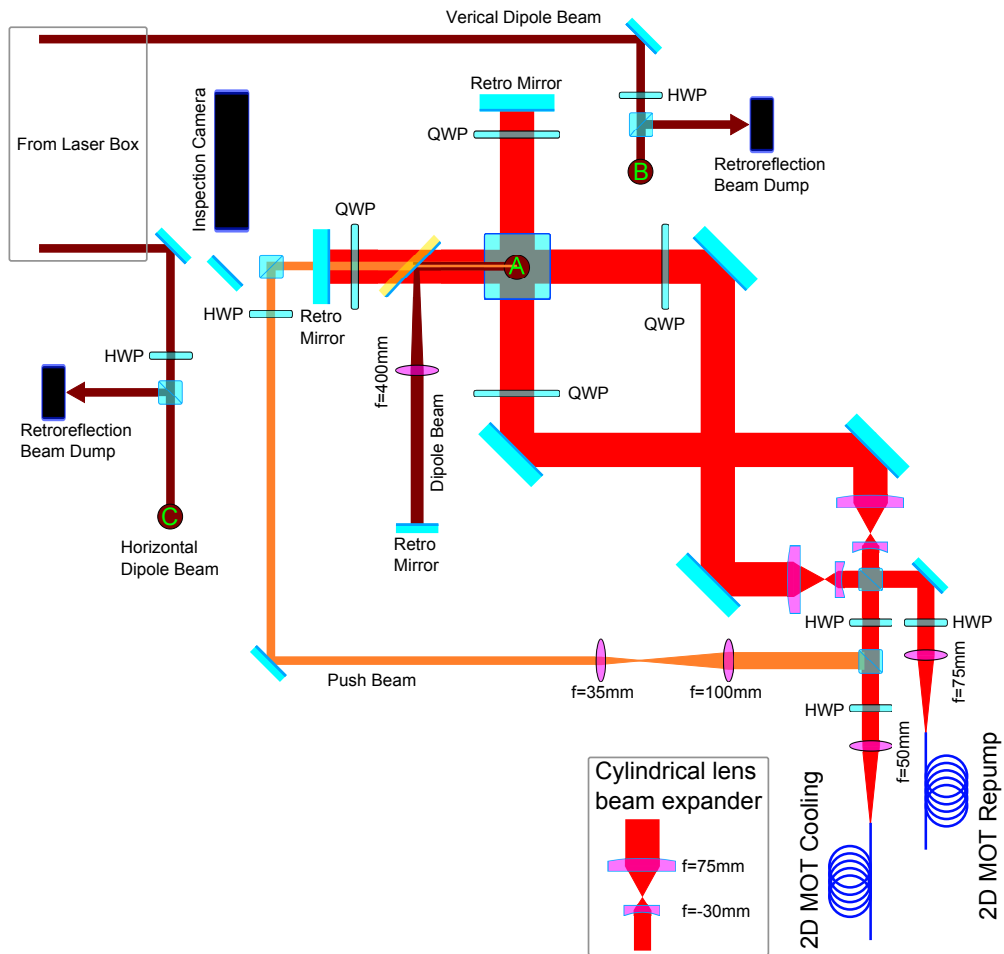 Verical Dipole Beam
From Laser Box
Inspection Camera
Retro Mirror
QWP
HWP
B
Retroreflection
Beam Dump
QWP
A
HWP
Retro
Mirror
QWP
HWP
f=400mm
QWP
Retroreflection
Beam Dump
Dipole Beam
C
Horizontal
Dipole Beam
Retro
Mirror
HWP
HWP
f=75mm
Push Beam
f=35mm
f=100mm
HWP
f=50mm
Cylindrical lens
beam expander
f=75mm
f=-30mm
2D MOT Cooling
2D MOT Repump